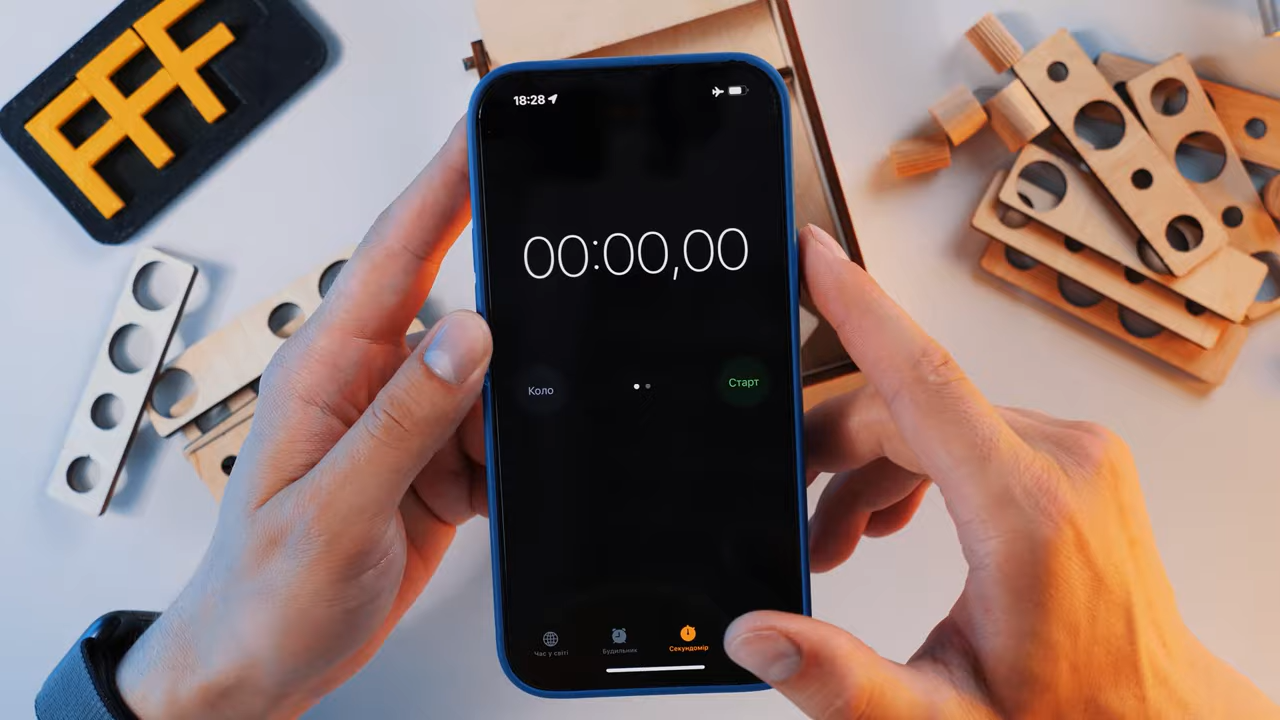 18:28
00:00,00
Коло
Старт
Час у світі
Будильник
Секундомір